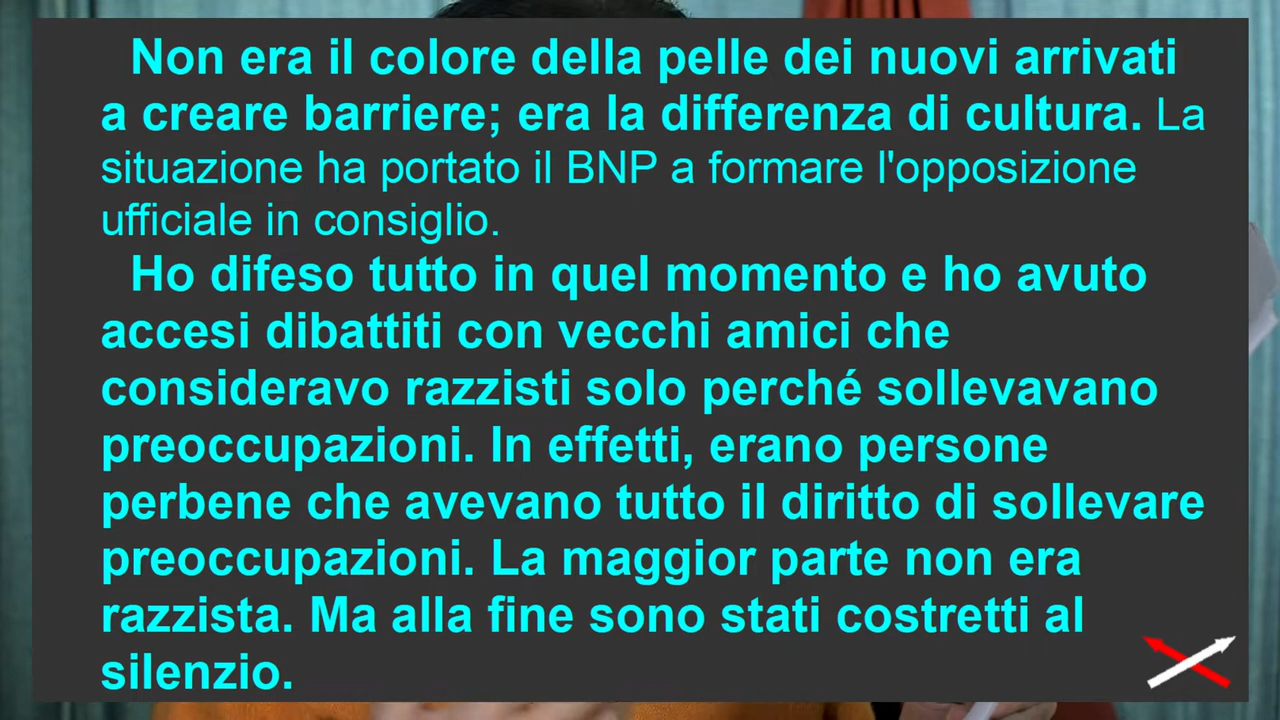 Non era il colore della pelle dei nuovi arrivati
a creare barriere; era la differenza di cultura. La
situazione ha portato il BNP a formare l'opposizione
ufficiale in consiglio.
Ho difeso tutto in quel momento e ho avuto
accesi dibattiti con vecchi amici che
consideravo razzisti solo perché sollevavano
preoccupazioni. In effetti, erano persone
perbene che avevano tutto il diritto di sollevare
preoccupazioni. La maggior parte non era
razzista. Ma alla fine sono stati costretti al
silenzio.